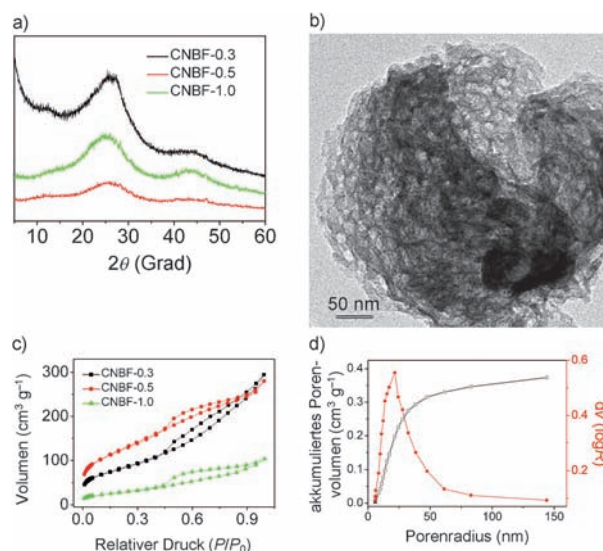 a)
CNBF-0.3
CNBF-0.5
CNBF-1.0
10 20 30 40 50 60
2θ (Grad)
b)
50 nm
c)
300
200
100
0
CNBF-0.3
CNBF-0.5
CNBF-1.0
Volumen (cm³ g⁻¹)
0.0 0.3 0.6 0.9
Relativer Druck (P/P₀)
d)
0.4
0.3
0.2
0.1
0.0
akkumuliertes Poren-
volumen (cm³ g⁻¹)
0.6
0.4
0.2
dV (logR)
0 50 100 150
Porenradius (nm)